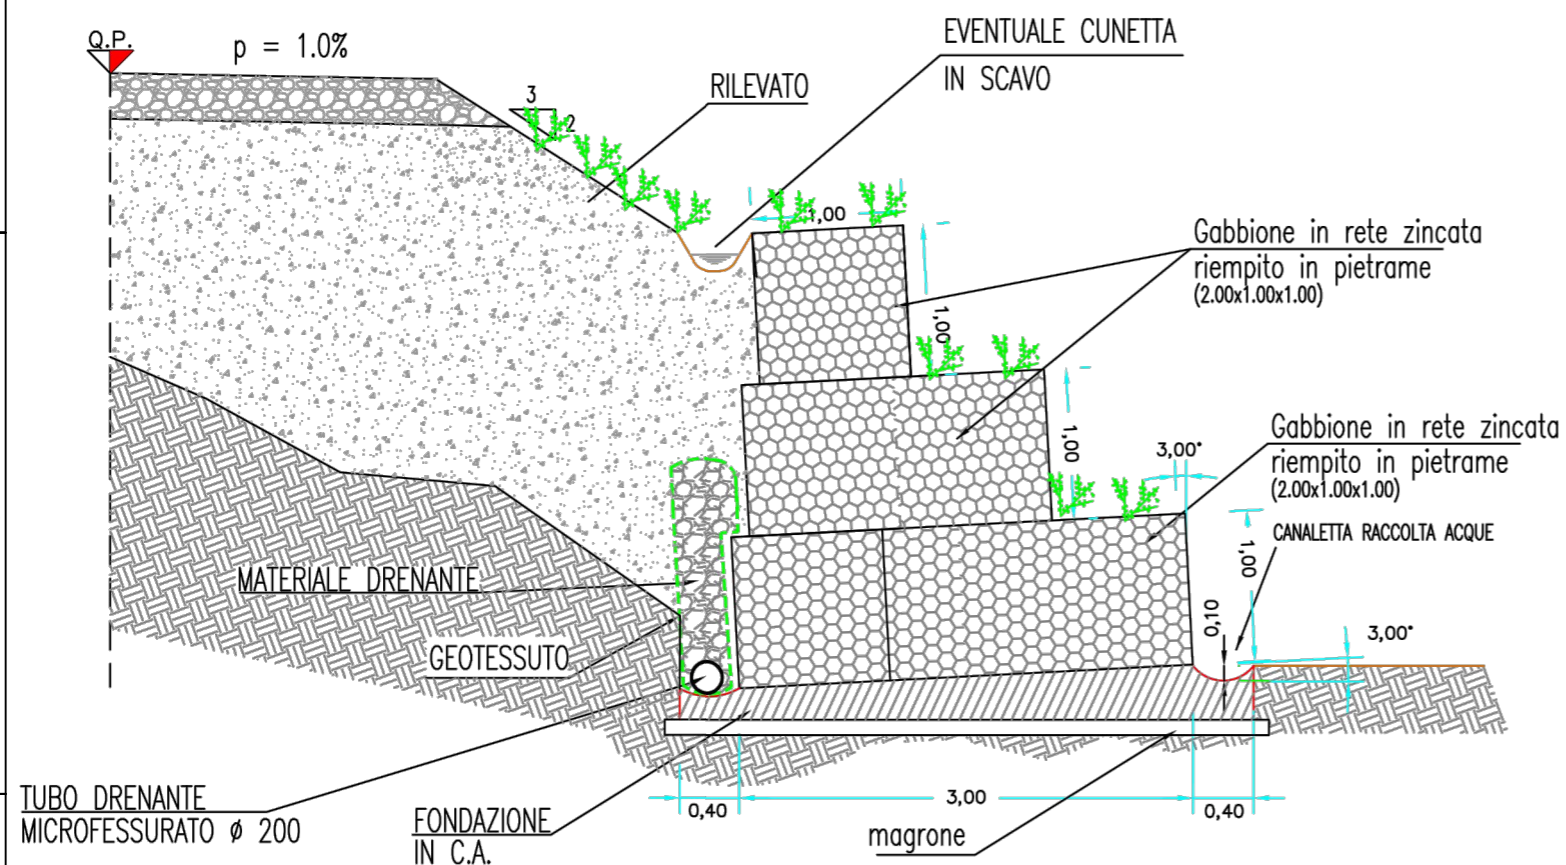 Q.P.
p = 1.0%
EVENTUALE CUNETTA
IN SCAVO
RILEVATO
3
2
1,00
Gabbione in rete zincata
riempito in pietrame
(2.00x1.00x1.00)
1,00
1,00
3,00°
Gabbione in rete zincata
riempito in pietrame
(2.00x1.00x1.00)
CANALETTA RACCOLTA ACQUE
1,00
MATERIALE DRENANTE
0,10
3,00°
GEOTESSUTO
TUBO DRENANTE
MICROFESSURATO ø 200
FONDAZIONE
IN C.A.
0,40
3,00
0,40
magrone